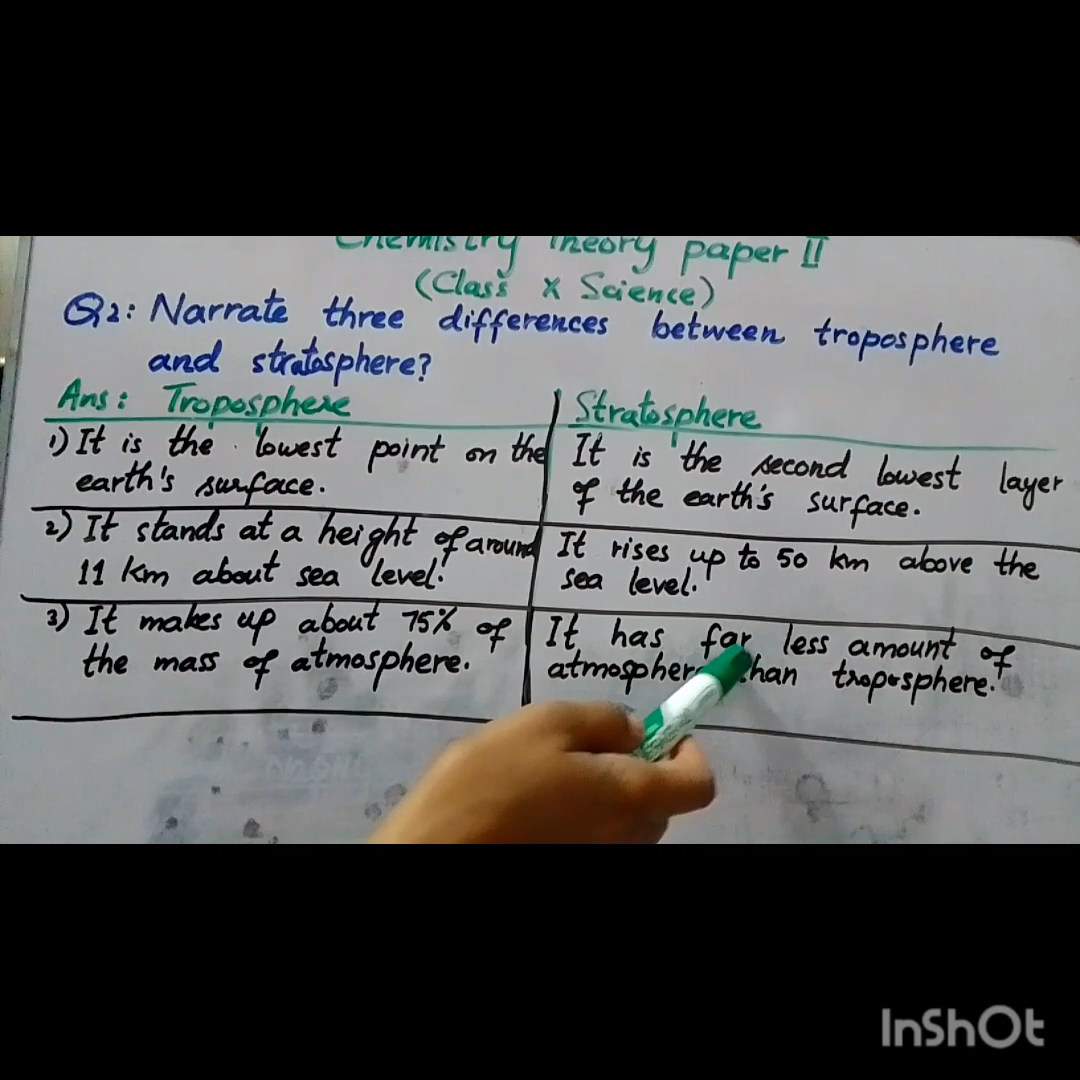 Chemistry Theory paper II
(Class X Science)
Q2: Narrate three differences between troposphere
and stratosphere?
Ans: Troposphere
1) It is the lowest point on the
earth's surface.
2) It stands at a height of around
11 km about sea level.
3) It makes up about 75% of
the mass of atmosphere.
Stratosphere
It is the second lowest layer
of the earth's surface.
It rises up to 50 km above the
sea level.
It has far less amount of
atmosphere than troposphere.
InShOt